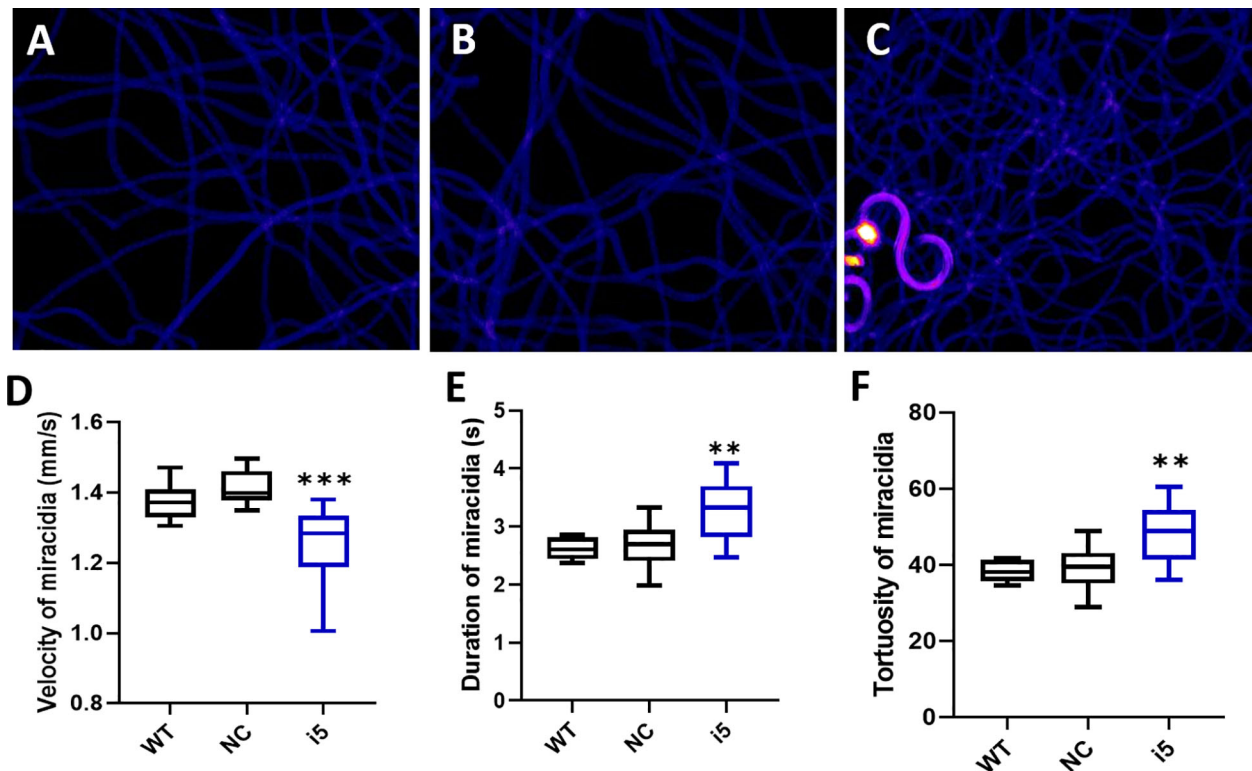 A
B
C
D
Velocity of miracidia (mm/s)
1.6
1.4
1.2
1.0
0.8
***
WT
NC
i5
E
Duration of miracidia (s)
5
4
3
2
1
0
**
WT
NC
i5
F
Tortuosity of miracidia
80
60
40
20
0
**
WT
NC
i5